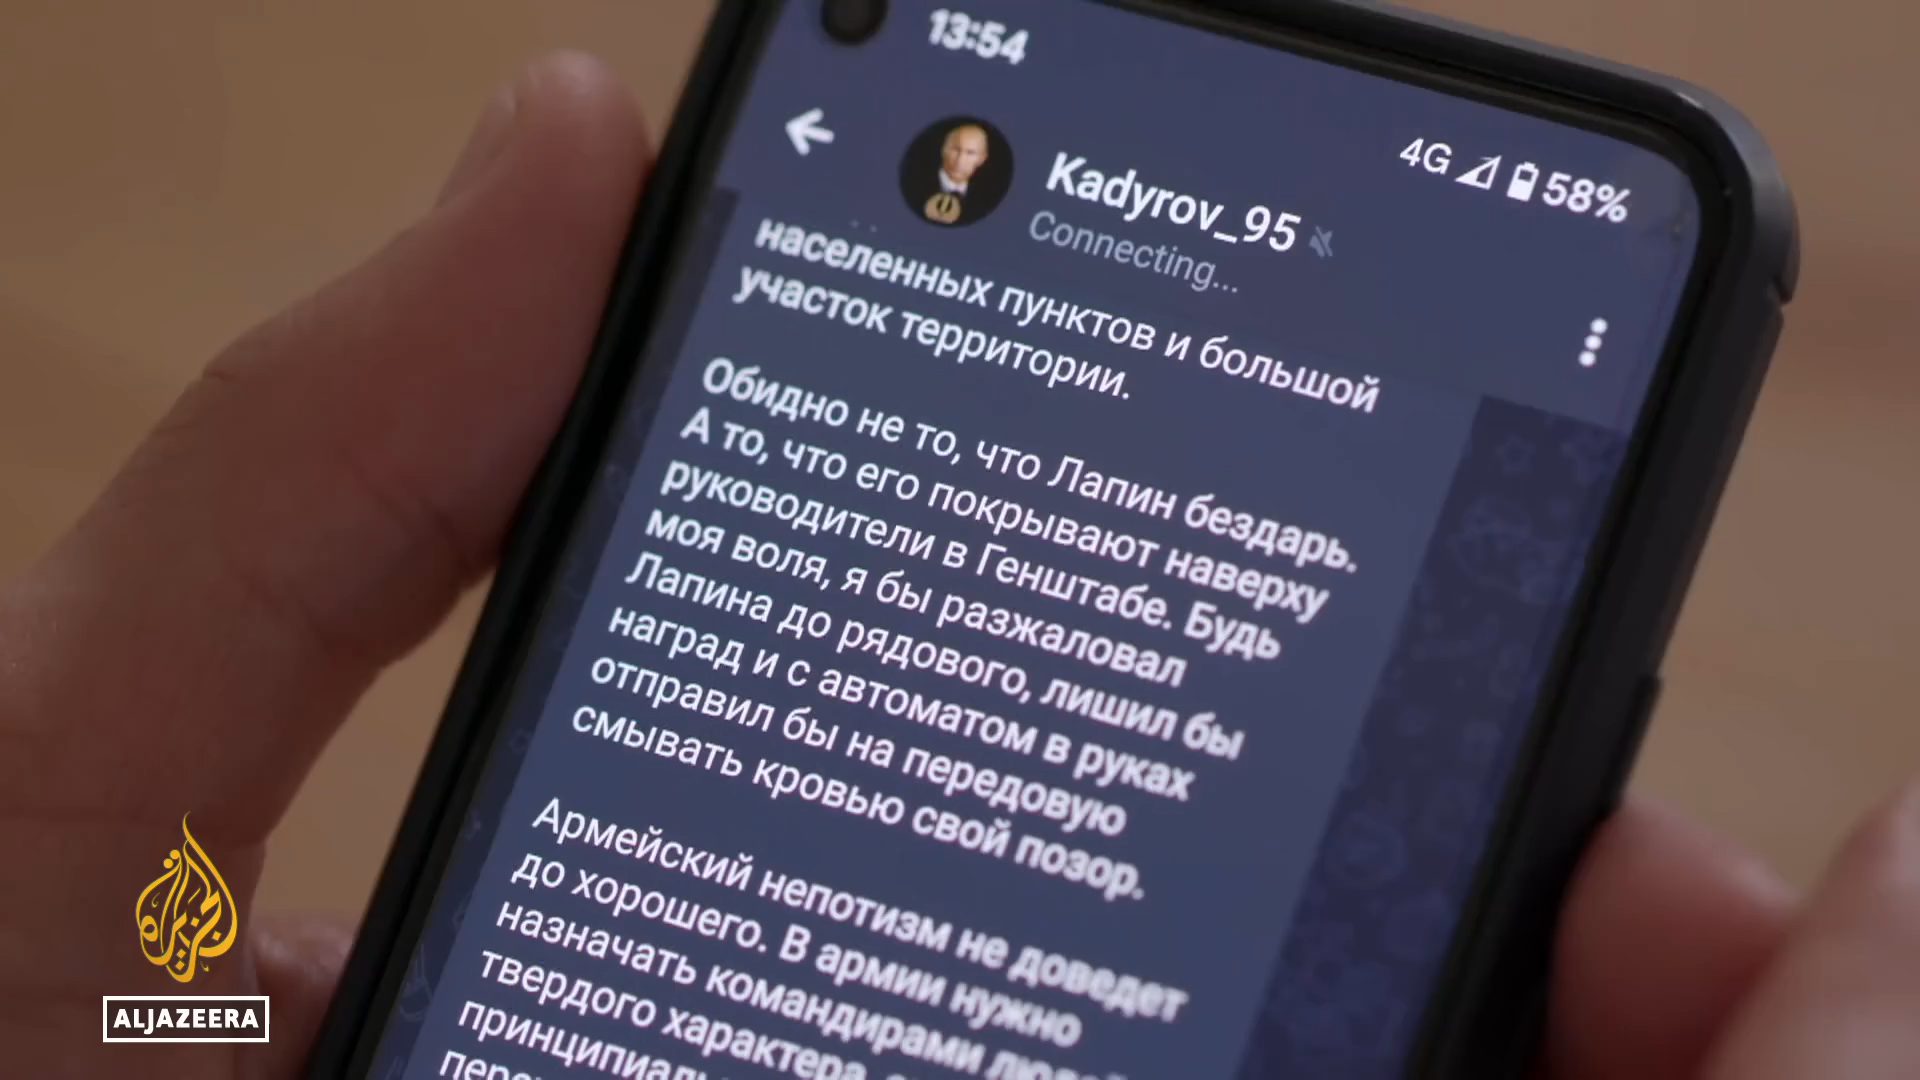 13:54
4G 58%
Kadyrov_95
Connecting...
населенных пунктов и большой
участок территории.
Обидно не то, что Лапин бездарь.
А то, что его покрывают наверху
руководители в Генштабе. Будь
моя воля, я бы разжаловал
Лапина до рядового, лишил бы
наград и с автоматом в руках
отправил бы на передовую
смывать кровью свой позор.
Армейский непотизм не доведет
до хорошего. В армии нужно
назначать командирами людей
твердого характера,
الجزيرة
ALJAZEERA